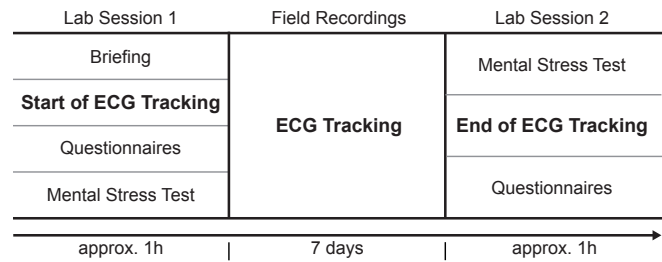 Lab Session 1
Field Recordings
Lab Session 2
Briefing
Start of ECG Tracking
Questionnaires
Mental Stress Test
ECG Tracking
Mental Stress Test
End of ECG Tracking
Questionnaires
approx. 1h
7 days
approx. 1h